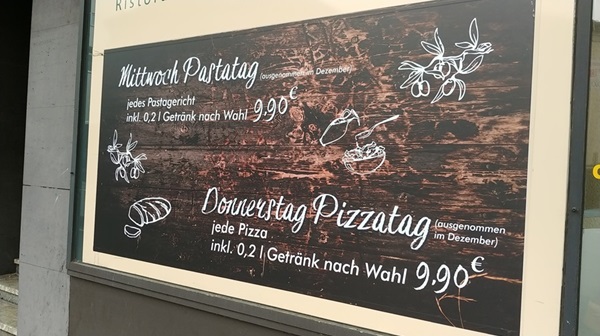 Mittwoch Pastatag (ausgenommen im Dezember)
jedes Pastagericht
inkl. 0,2 l Getränk nach Wahl 9,90 €
Donnerstag Pizzatag (ausgenommen
im Dezember)
jede Pizza
inkl. 0,2 l Getränk nach Wahl 9,90 €